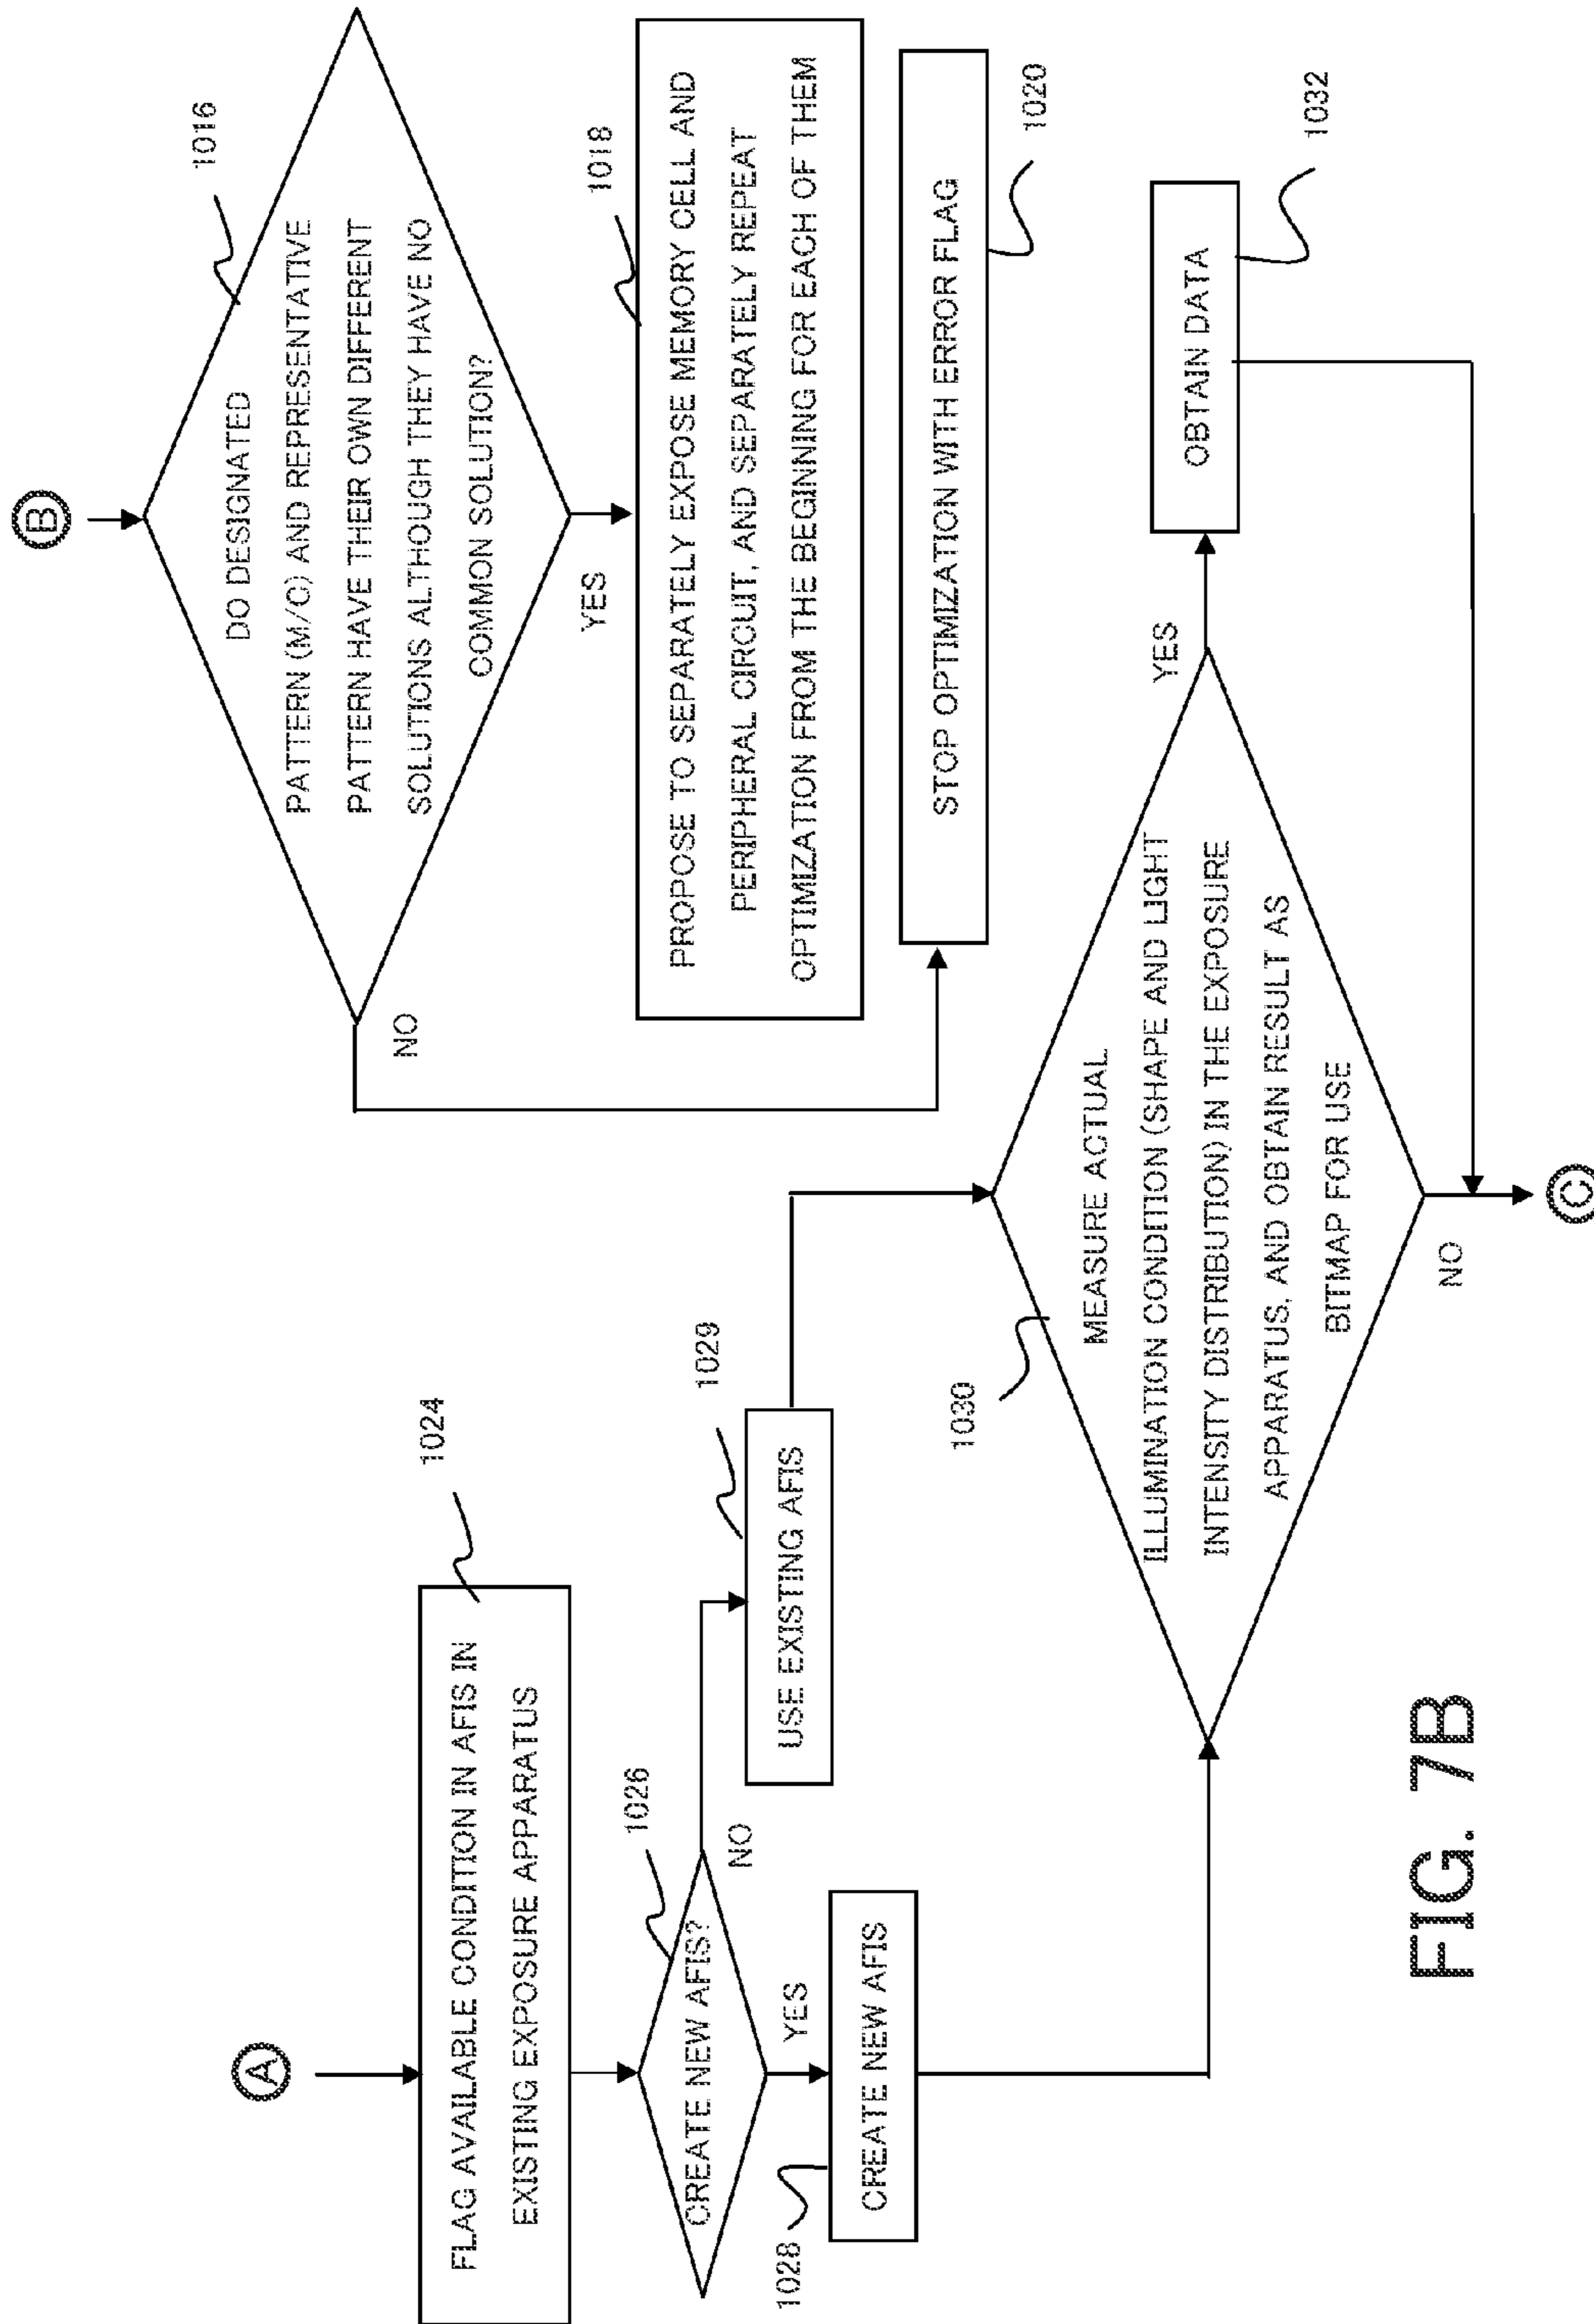 A
1024
FLAG AVAILABLE CONDITION IN AFIS IN
EXISTING EXPOSURE APPARATUS
1026
CREATE NEW AFIS?
NO
YES
1029
USE EXISTING AFIS
1028
CREATE NEW AFIS
B
1016
DO DESIGNATED
PATTERN (M/O) AND REPRESENTATIVE
PATTERN HAVE THEIR OWN DIFFERENT
SOLUTIONS ALTHOUGH THEY HAVE NO
COMMON SOLUTION?
NO
YES
1018
PROPOSE TO SEPARATELY EXPOSE MEMORY CELL AND
PERIPHERAL CIRCUIT, AND SEPARATELY REPEAT
OPTIMIZATION FROM THE BEGINNING FOR EACH OF THEM
STOP OPTIMIZATION WITH ERROR FLAG
1020
1030
MEASURE ACTUAL
ILLUMINATION CONDITION (SHAPE AND LIGHT
INTENSITY DISTRIBUTION) IN THE EXPOSURE
APPARATUS, AND OBTAIN RESULT AS
BITMAP FOR USE
YES
OBTAIN DATA
1032
NO
C
FIG. 7B